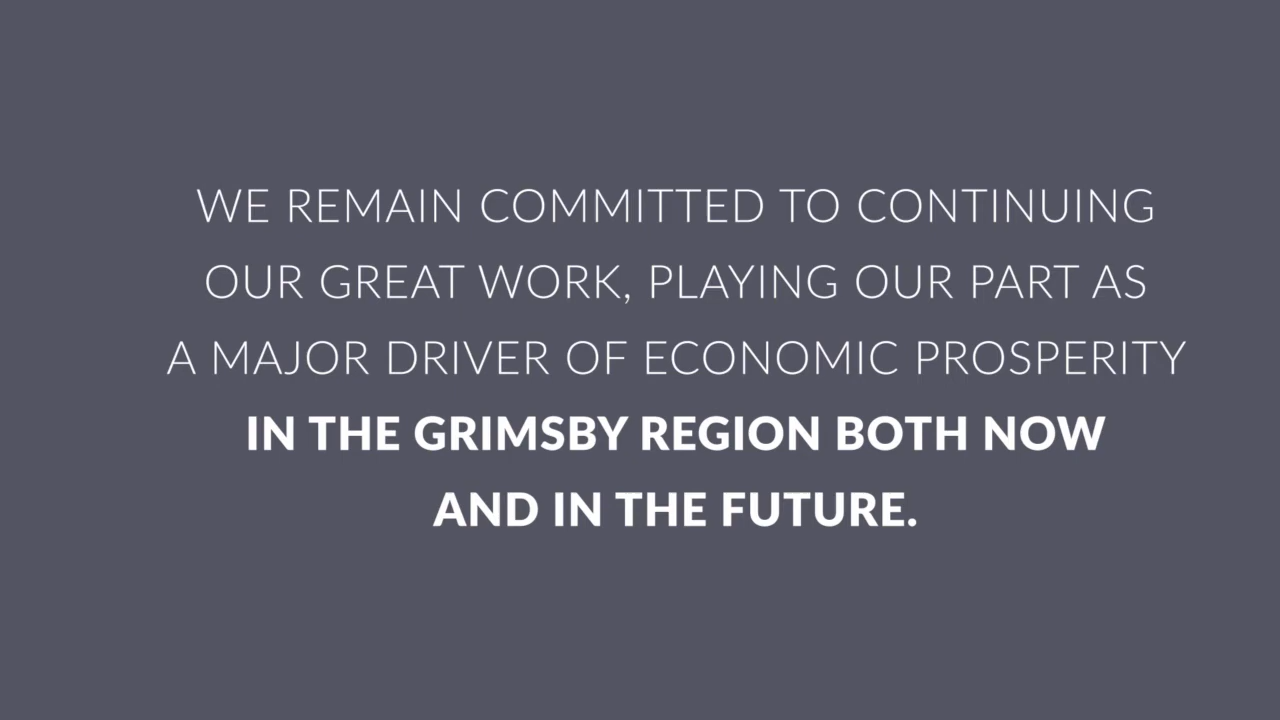 WE REMAIN COMMITTED TO CONTINUING
OUR GREAT WORK, PLAYING OUR PART AS
A MAJOR DRIVER OF ECONOMIC PROSPERITY
IN THE GRIMSBY REGION BOTH NOW
AND IN THE FUTURE.